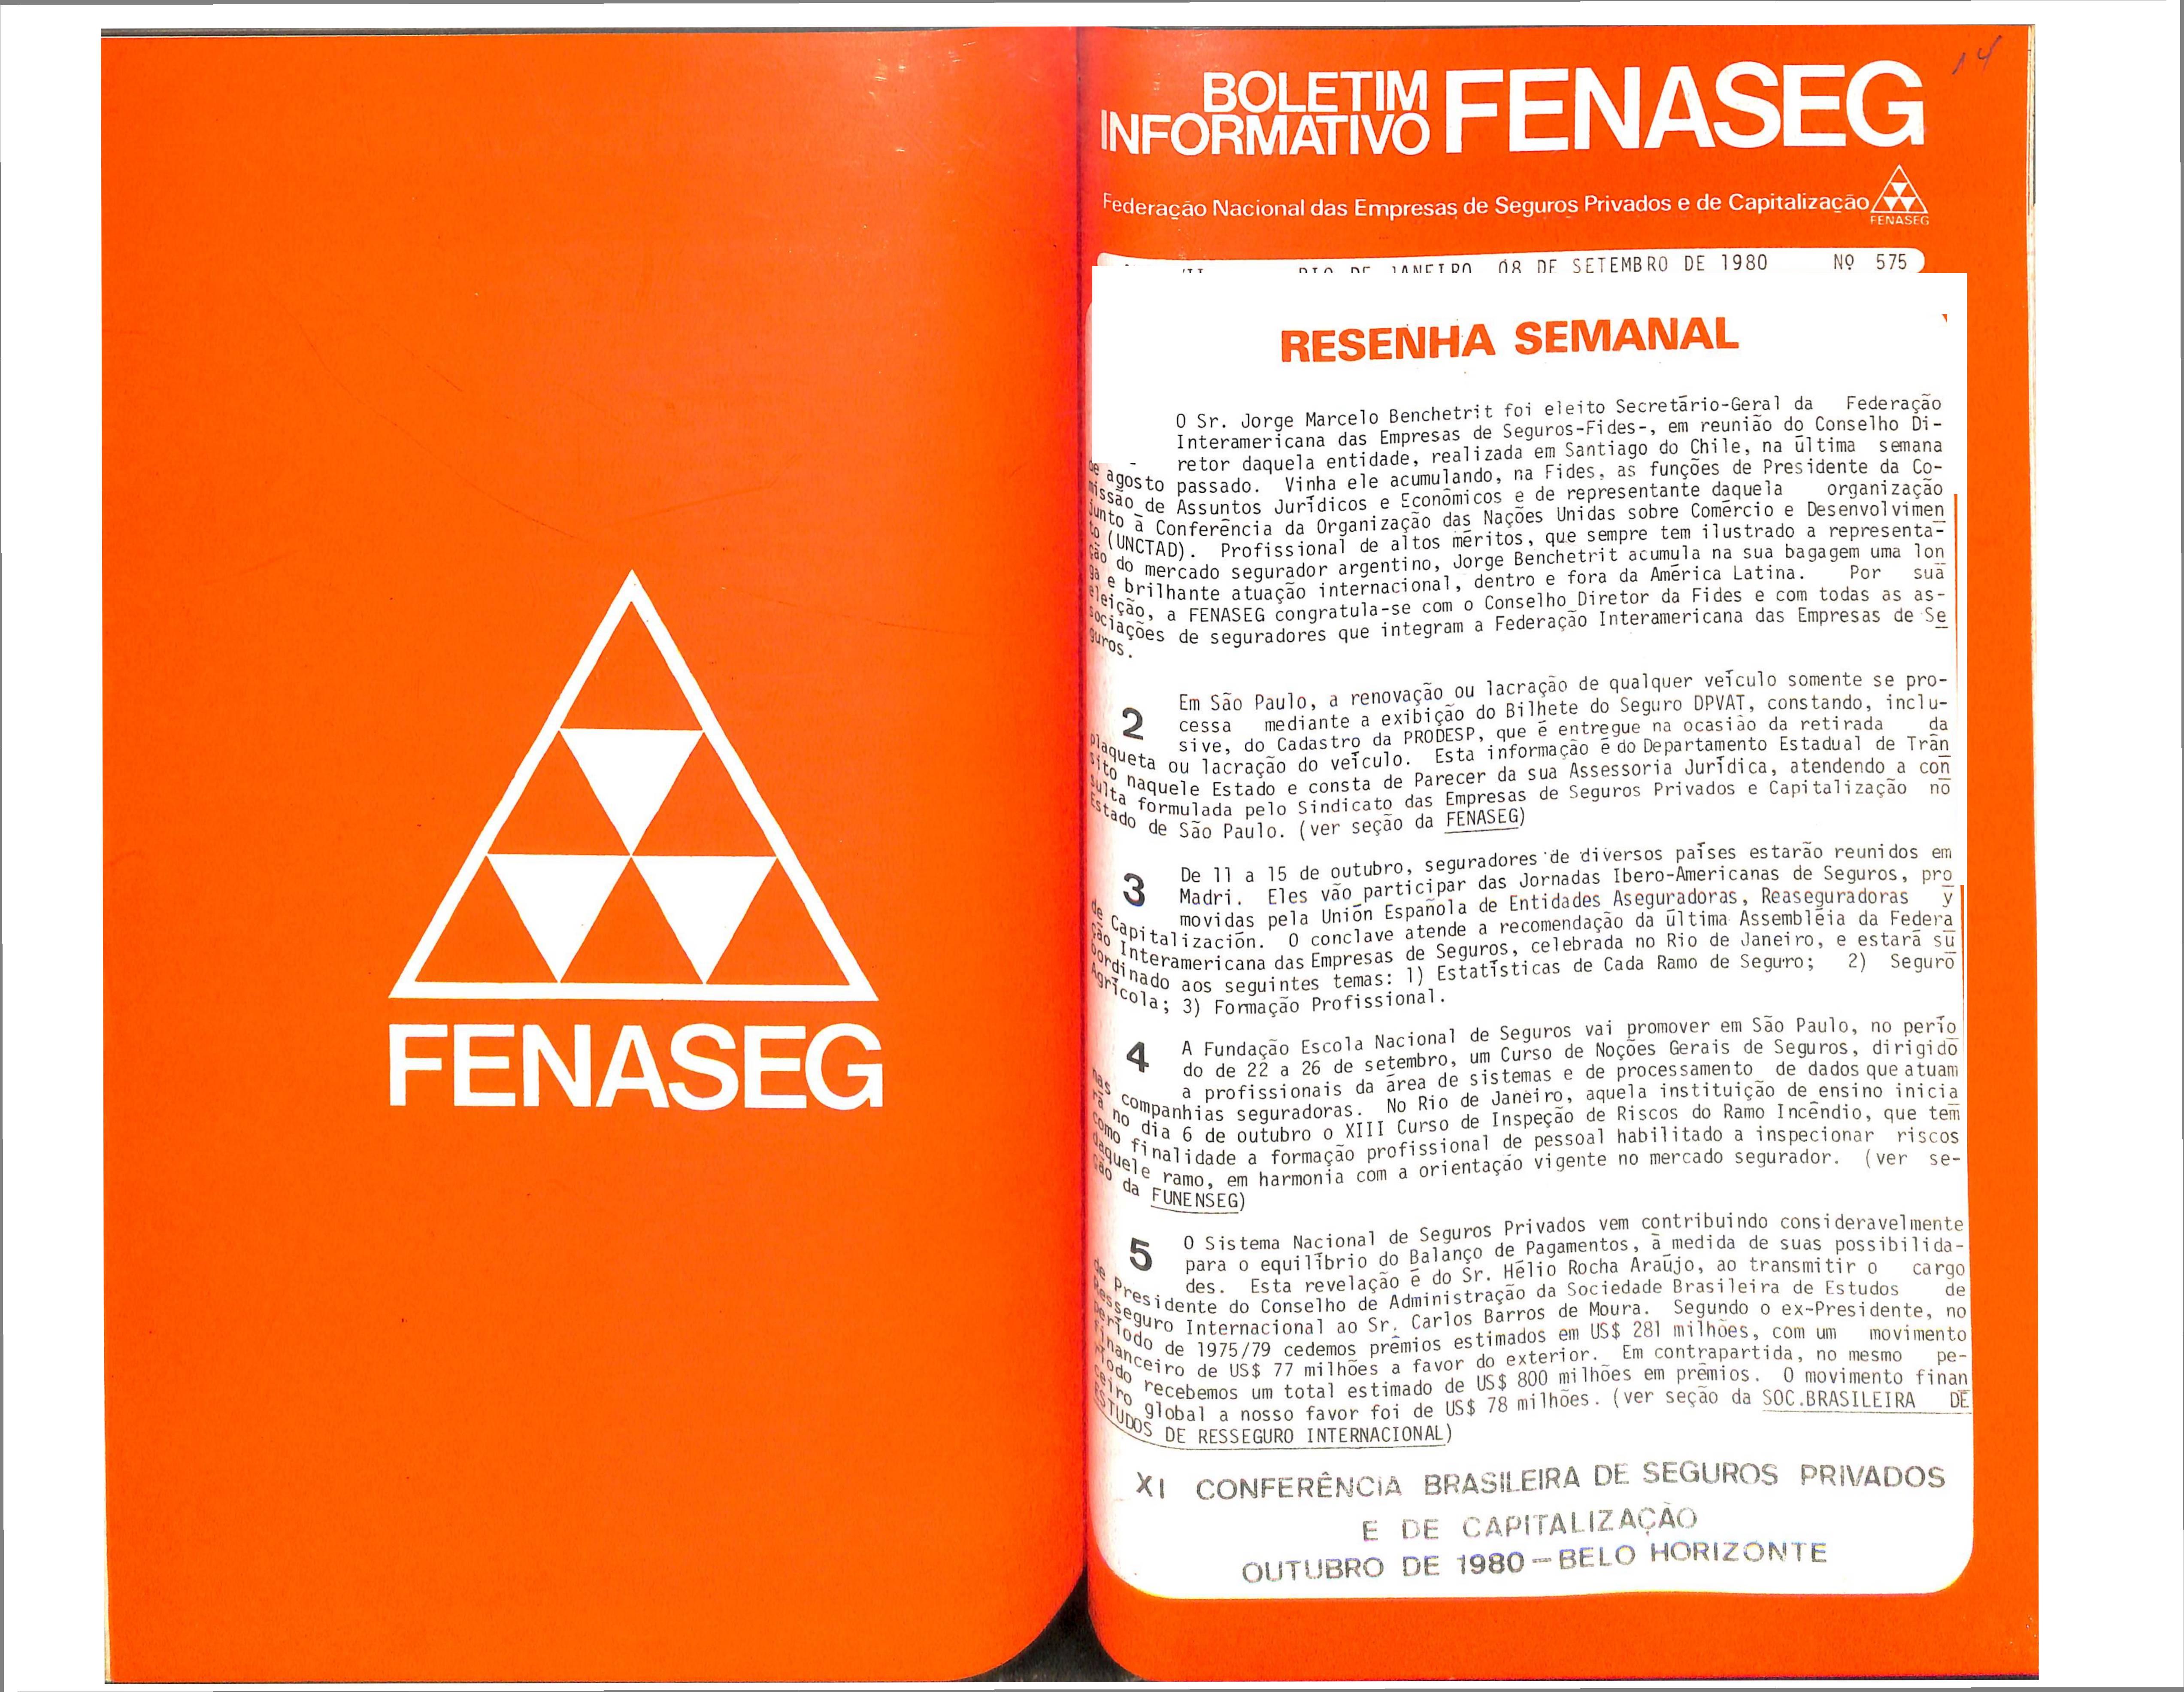 FENASEG
14
BOLETIM
INFORMATIVO FENASEG
Federação Nacional das Empresas de Seguros Privados e de Capitalização
FENASEG
RIO DE JANEIRO, 08 DE SETEMBRO DE 1980 Nº 575
RESENHA SEMANAL
O Sr. Jorge Marcelo Benchetrit foi eleito Secretário-Geral da Federação
Interamericana das Empresas de Seguros-Fides-, em reunião do Conselho Di-
retor daquela entidade, realizada em Santiago do Chile, na última semana
de agosto passado. Vinha ele acumulando, na Fides, as funções de Presidente da Co-
missão de Assuntos Jurídicos e Econômicos e de representante daquela organização
junto à Conferência da Organização das Nações Unidas sobre Comércio e Desenvolvimen
to (UNCTAD). Profissional de altos méritos, que sempre tem ilustrado a representa-
ção do mercado segurador argentino, Jorge Benchetrit acumula na sua bagagem uma lon
ga e brilhante atuação internacional, dentro e fora da América Latina. Por sua
eleição, a FENASEG congratula-se com o Conselho Diretor da Fides e com todas as as-
sociações de seguradores que integram a Federação Interamericana das Empresas de Se
guros.
2 Em São Paulo, a renovação ou lacração de qualquer veículo somente se pro-
cessa mediante a exibição do Bilhete do Seguro DPVAT, constando, inclu-
sive, do Cadastro da PRODESP, que é entregue na ocasião da retirada da
plaqueta ou lacração do veículo. Esta informação é do Departamento Estadual de Trân
sito naquele Estado e consta de Parecer da sua Assessoria Jurídica, atendendo a con
sulta formulada pelo Sindicato das Empresas de Seguros Privados e Capitalização no
Estado de São Paulo. (ver seção da FENASEG)
3 De 11 a 15 de outubro, seguradores de diversos países estarão reunidos em
Madri. Eles vão participar das Jornadas Ibero-Americanas de Seguros, pro
movidas pela Unión Española de Entidades Aseguradoras, Reaseguradoras y
de Capitalización. O conclave atende a recomendação da última Assembléia da Federa
ção Interamericana das Empresas de Seguros, celebrada no Rio de Janeiro, e estará su
bordinado aos seguintes temas: 1) Estatísticas de Cada Ramo de Seguro; 2) Seguro
Agrícola; 3) Formação Profissional.
4 A Fundação Escola Nacional de Seguros vai promover em São Paulo, no perío
do de 22 a 26 de setembro, um Curso de Noções Gerais de Seguros, dirigido
a profissionais da área de sistemas e de processamento de dados que atuam
nas companhias seguradoras. No Rio de Janeiro, aquela instituição de ensino inicia
rá no dia 6 de outubro o XIII Curso de Inspeção de Riscos do Ramo Incêndio, que tem
como finalidade a formação profissional de pessoal habilitado a inspecionar riscos
daquele ramo, em harmonia com a orientação vigente no mercado segurador. (ver se-
ção da FUNENSEG)
5 O Sistema Nacional de Seguros Privados vem contribuindo consideravelmente
para o equilíbrio do Balanço de Pagamentos, à medida de suas possibilida-
des. Esta revelação é do Sr. Hélio Rocha Araújo, ao transmitir o cargo
de Presidente do Conselho de Administração da Sociedade Brasileira de Estudos de
Resseguro Internacional ao Sr. Carlos Barros de Moura. Segundo o ex-Presidente, no
período de 1975/79 cedemos prêmios estimados em US$ 281 milhões, com um movimento
financeiro de US$ 77 milhões a favor do exterior. Em contrapartida, no mesmo pe-
ríodo recebemos um total estimado de US$ 800 milhões em prêmios. O movimento finan
ceiro global a nosso favor foi de US$ 78 milhões. (ver seção da SOC.BRASILEIRA DE
ESTUDOS DE RESSEGURO INTERNACIONAL)
XI CONFERÊNCIA BRASILEIRA DE SEGUROS PRIVADOS
E DE CAPITALIZAÇÃO
OUTUBRO DE 1980 — BELO HORIZONTE